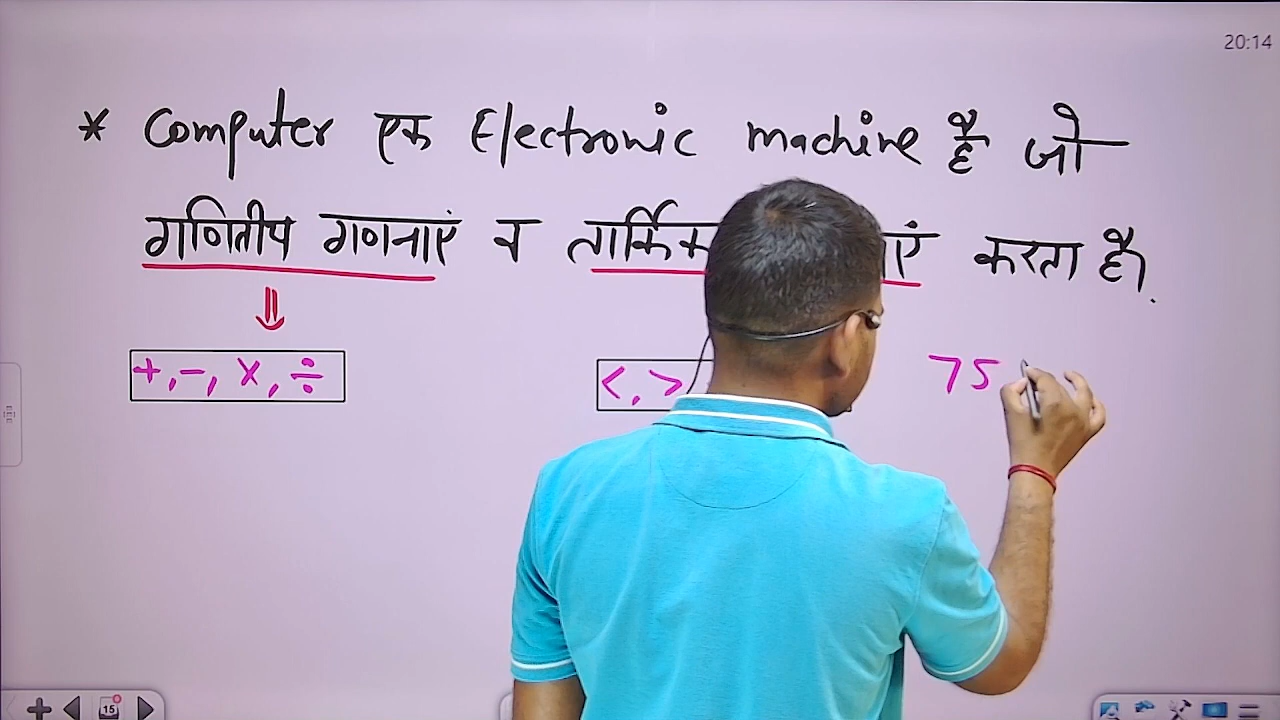 20:14
* Computer एक Electronic machine है जो
गणितीय गणनाएं व तार्किक करता है।
+, -, ×, ÷
<, >
75
15